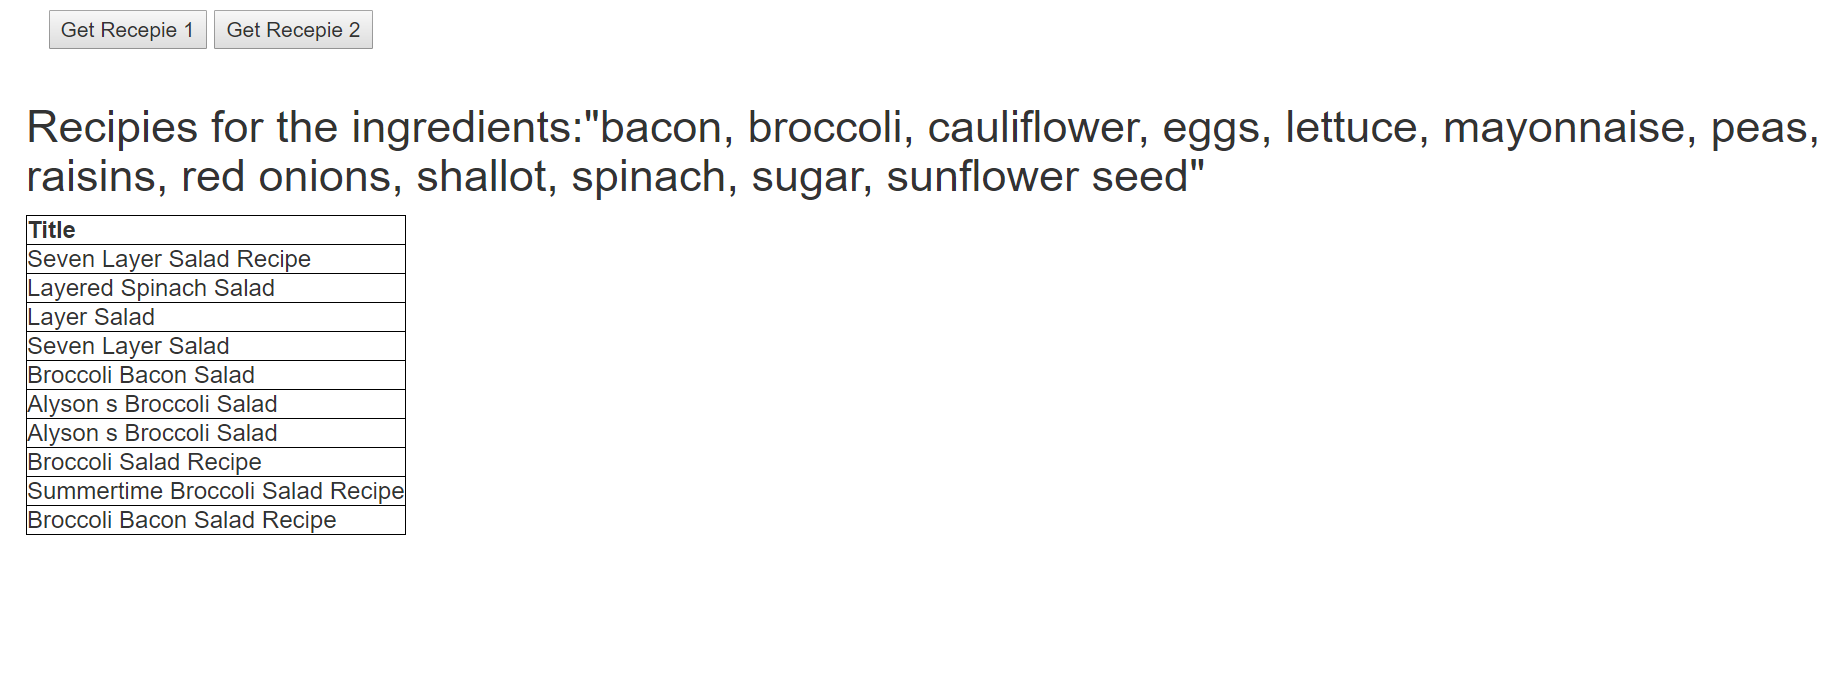 Get Recepie 1 Get Recepie 2
Recipies for the ingredients:"bacon, broccoli, cauliflower, eggs, lettuce, mayonnaise, peas,
raisins, red onions, shallot, spinach, sugar, sunflower seed"
Title
Seven Layer Salad Recipe
Layered Spinach Salad
Layer Salad
Seven Layer Salad
Broccoli Bacon Salad
Alyson s Broccoli Salad
Alyson s Broccoli Salad
Broccoli Salad Recipe
Summertime Broccoli Salad Recipe
Broccoli Bacon Salad Recipe